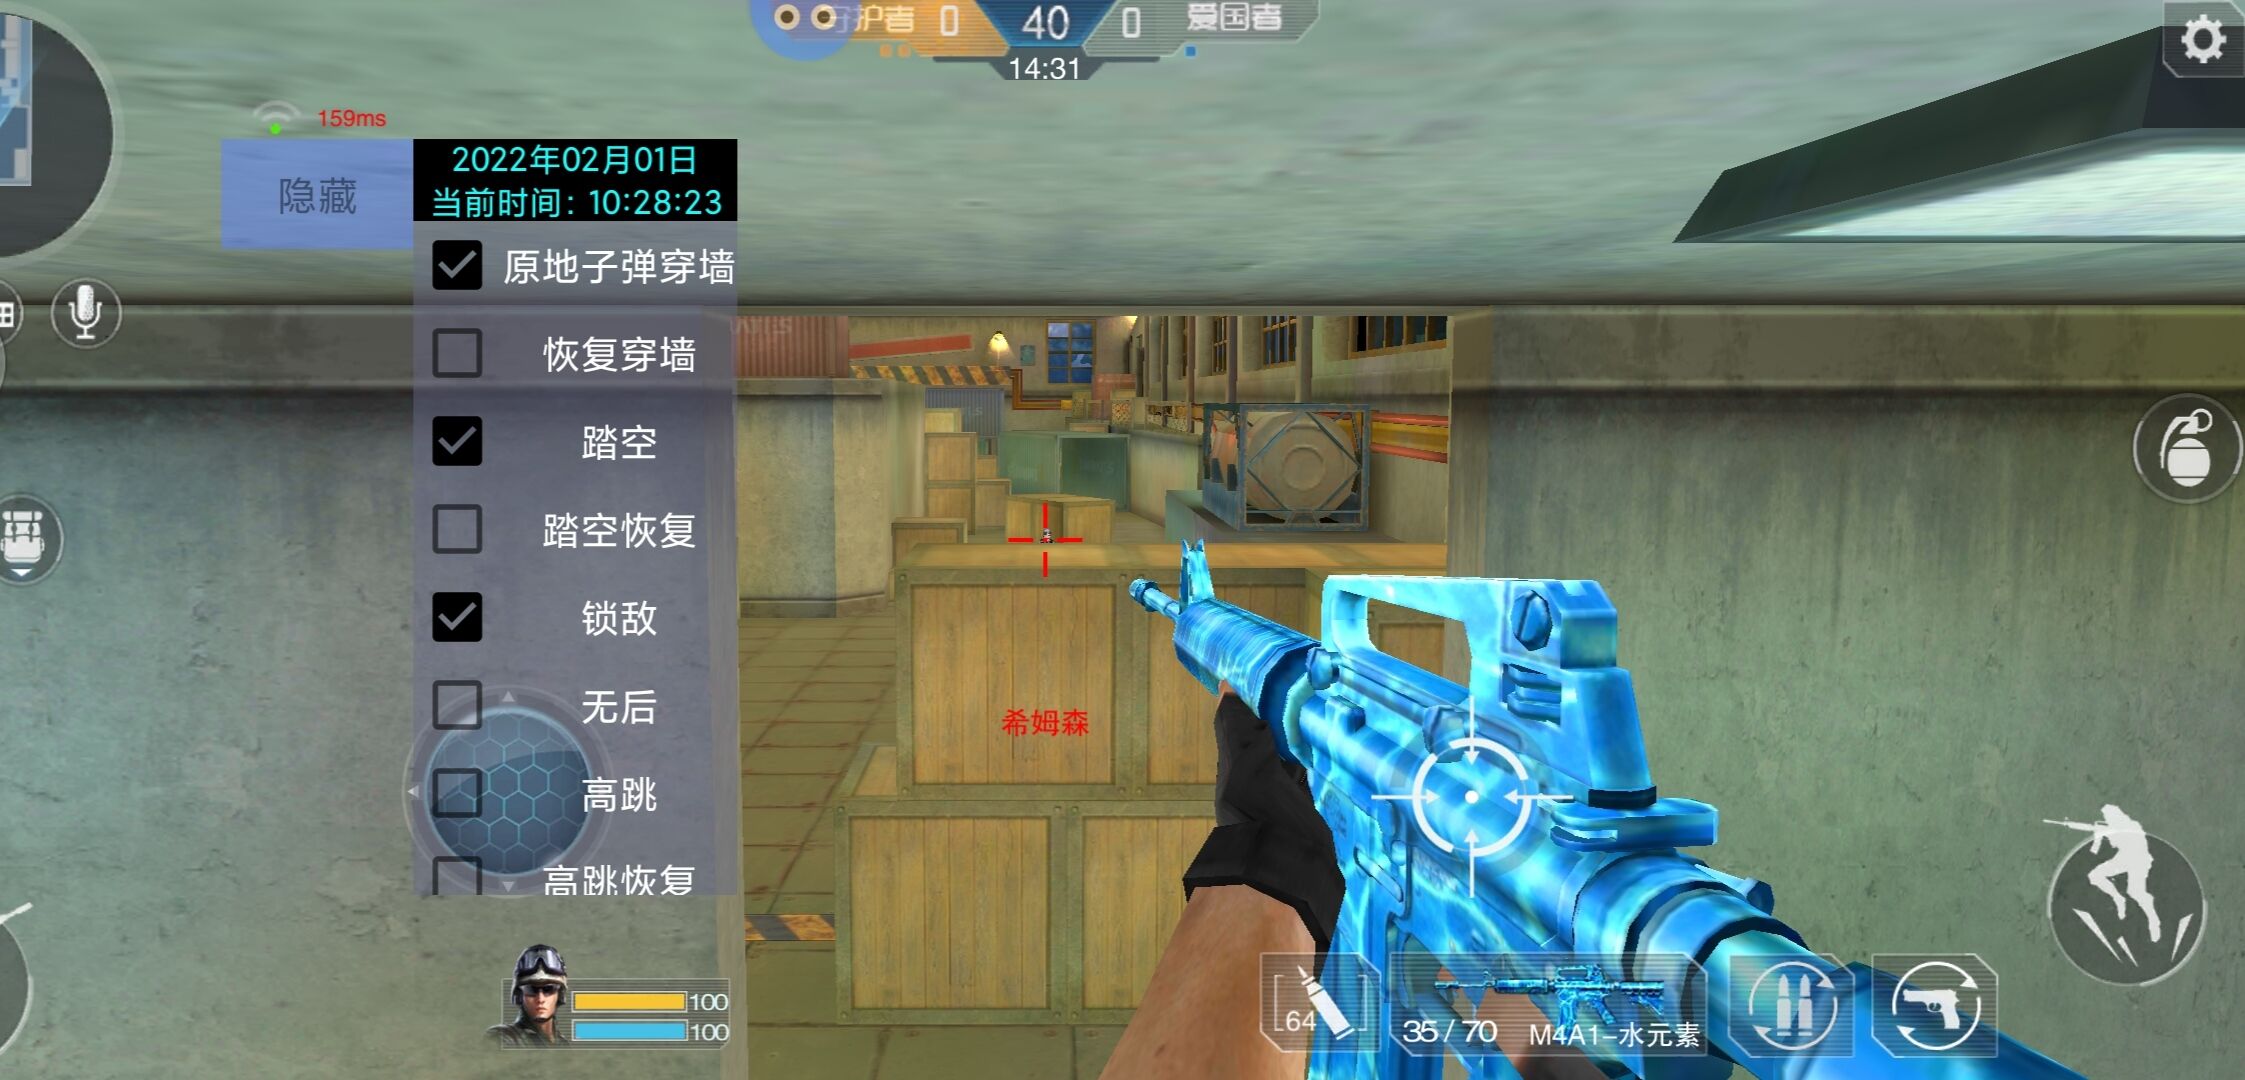 守护者 0 40 0 爱国者
14:31
159ms
隐藏
2022年02月01日
当前时间: 10:28:23
原地子弹穿墙
恢复穿墙
踏空
踏空恢复
锁敌
无后
高跳
高跳恢复
希姆森
100
100
64
35/70 M4A1-水元素